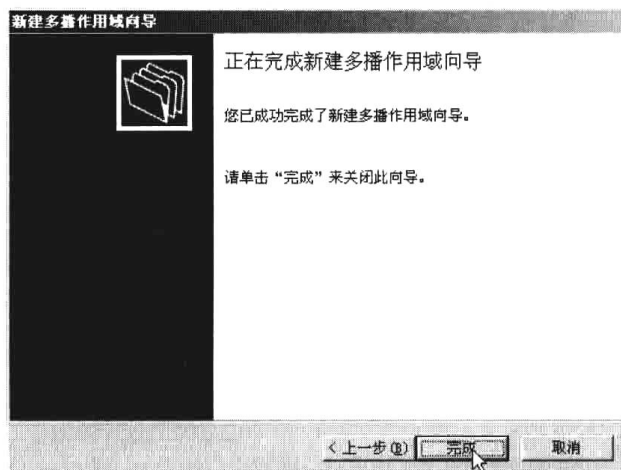 新建多播作用域向导
正在完成新建多播作用域向导
您已成功完成了新建多播作用域向导。
请单击“完成”来关闭此向导。
< 上一步(B) 完成 取消